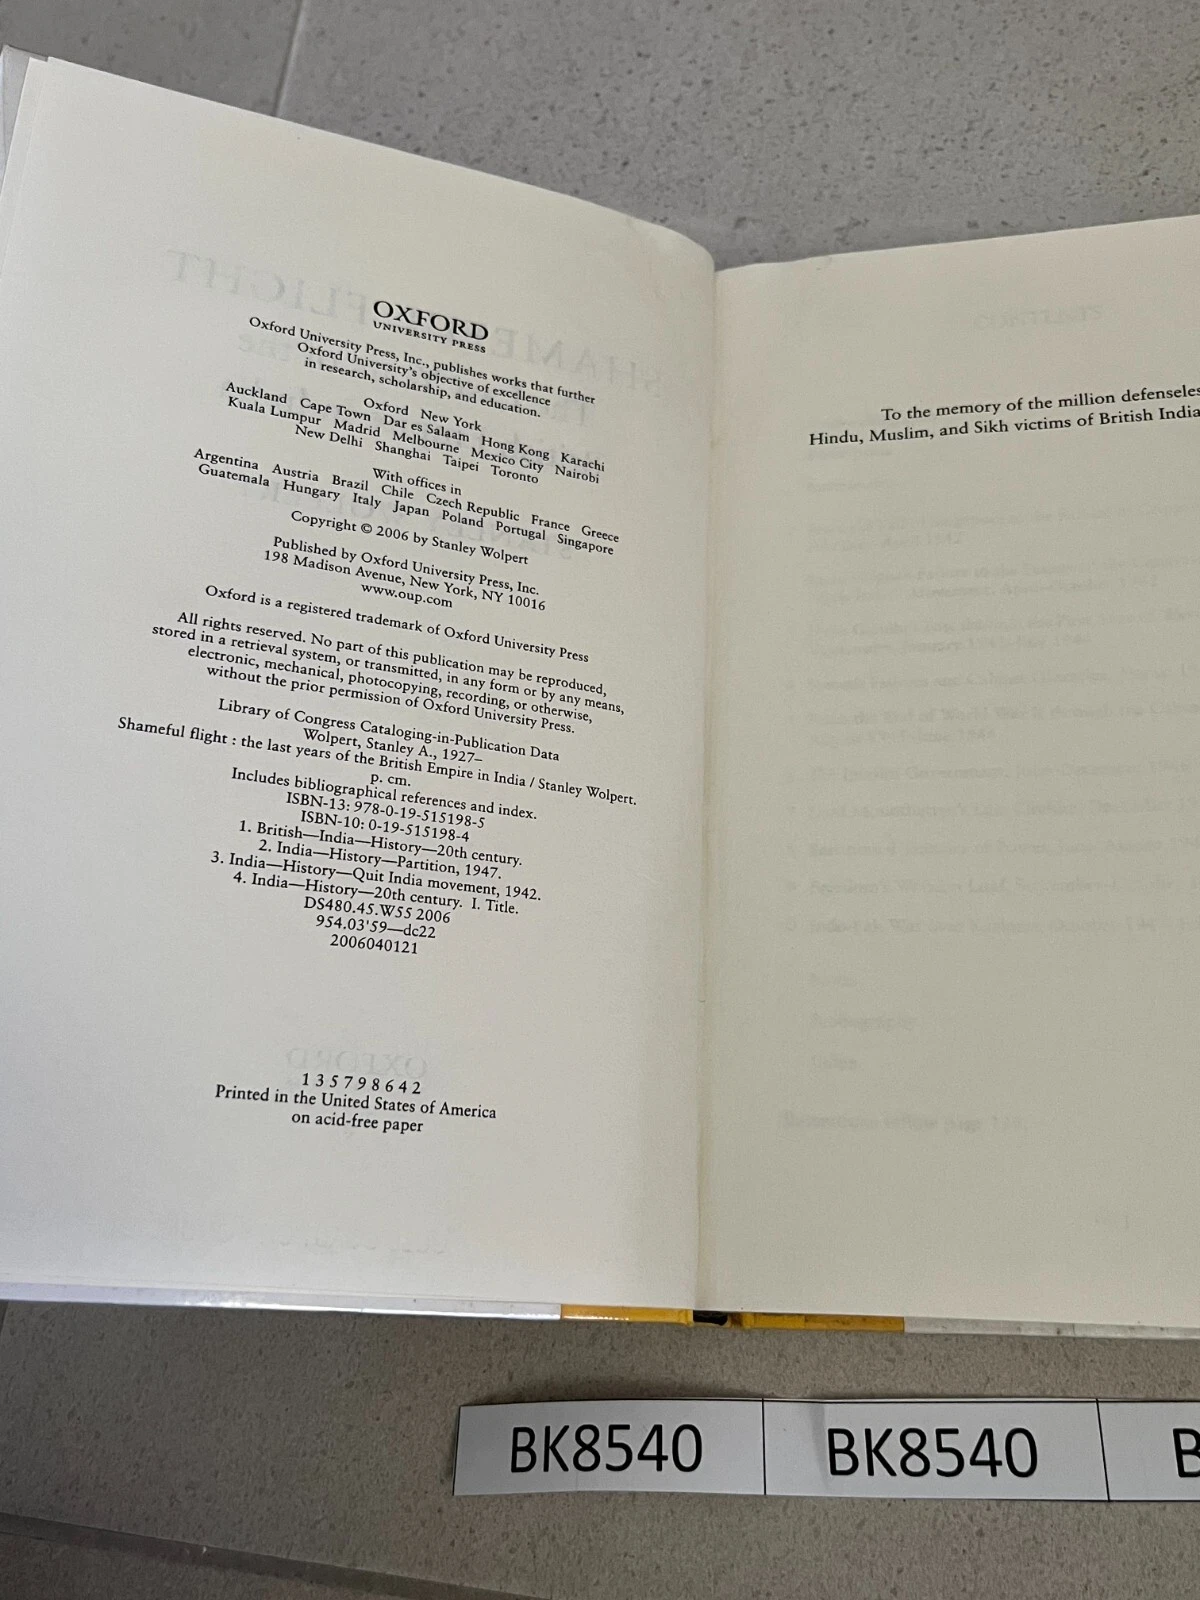 OXFORD
UNIVERSITY PRESS
Oxford University Press, Inc., publishes works that further
Oxford University's objective of excellence
in research, scholarship, and education.
Oxford New York
Auckland Cape Town Dar es Salaam Hong Kong Karachi
Kuala Lumpur Madrid Melbourne Mexico City Nairobi
New Delhi Shanghai Taipei Toronto
With offices in
Argentina Austria Brazil Chile Czech Republic France Greece
Guatemala Hungary Italy Japan Poland Portugal Singapore
Copyright © 2006 by Stanley Wolpert
Published by Oxford University Press, Inc.
198 Madison Avenue, New York, NY 10016
www.oup.com
Oxford is a registered trademark of Oxford University Press
All rights reserved. No part of this publication may be reproduced,
stored in a retrieval system, or transmitted, in any form or by any means,
electronic, mechanical, photocopying, recording, or otherwise,
without the prior permission of Oxford University Press.
Library of Congress Cataloging-in-Publication Data
Wolpert, Stanley A., 1927–
Shameful flight : the last years of the British Empire in India / Stanley Wolpert.
p. cm.
Includes bibliographical references and index.
ISBN-13: 978-0-19-515198-5
ISBN-10: 0-19-515198-4
1. British—India—History—20th century.
2. India—History—Partition, 1947.
3. India—History—Quit India movement, 1942.
4. India—History—20th century. I. Title.
DS480.45.W55 2006
954.03'59—dc22
2006040121
1 3 5 7 9 8 6 4 2
Printed in the United States of America
on acid-free paper
To the memory of the million defenseles
Hindu, Muslim, and Sikh victims of British India
BK8540 BK8540 B